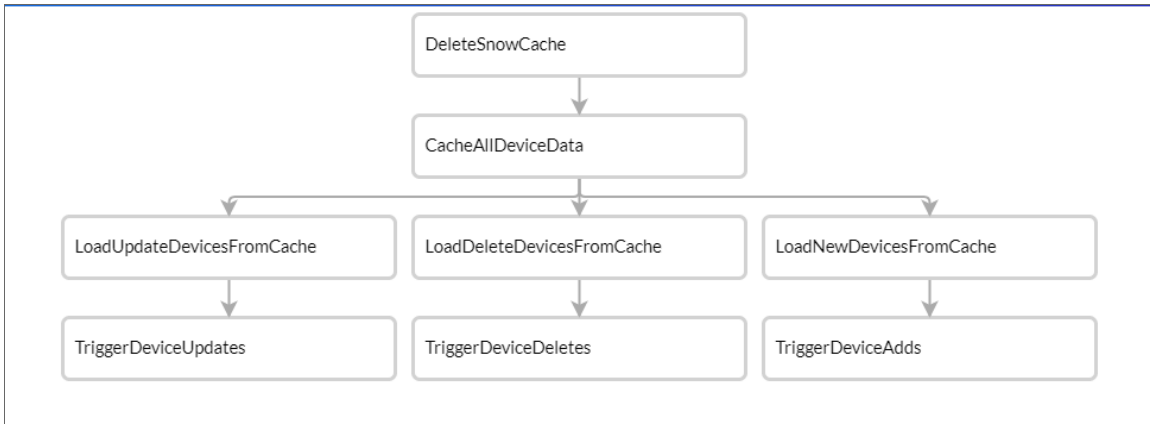 DeleteSnowCache
CacheAllDeviceData
LoadUpdateDevicesFromCache
LoadDeleteDevicesFromCache
LoadNewDevicesFromCache
TriggerDeviceUpdates
TriggerDeviceDeletes
TriggerDeviceAdds